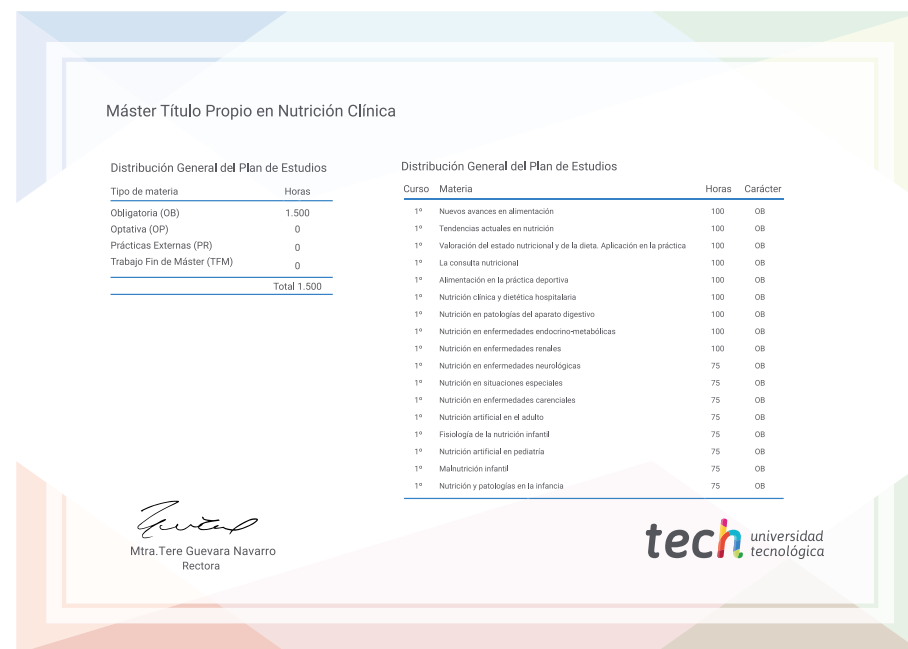 Máster Título Propio en Nutrición Clínica
Distribución General del Plan de Estudios
Tipo de materia Horas
Obligatoria (OB) 1.500
Optativa (OP) 0
Prácticas Externas (PR) 0
Trabajo Fin de Máster (TFM) 0
Total 1.500
Distribución General del Plan de Estudios
Curso Materia Horas Carácter
1º Nuevos avances en alimentación 100 OB
1º Tendencias actuales en nutrición 100 OB
1º Valoración del estado nutricional y de la dieta. Aplicación en la práctica 100 OB
1º La consulta nutricional 100 OB
1º Alimentación en la práctica deportiva 100 OB
1º Nutrición clínica y dietética hospitalaria 100 OB
1º Nutrición en patologías del aparato digestivo 100 OB
1º Nutrición en enfermedades endocrino-metabólicas 100 OB
1º Nutrición en enfermedades renales 100 OB
1º Nutrición en enfermedades neurológicas 75 OB
1º Nutrición en situaciones especiales 75 OB
1º Nutrición en enfermedades carenciales 75 OB
1º Nutrición artificial en el adulto 75 OB
1º Fisiología de la nutrición infantil 75 OB
1º Nutrición artificial en pediatría 75 OB
1º Malnutrición infantil 75 OB
1º Nutrición y patologías en la infancia 75 OB
Mtra.Tere Guevara Navarro
Rectora
tech universidad
tecnológica